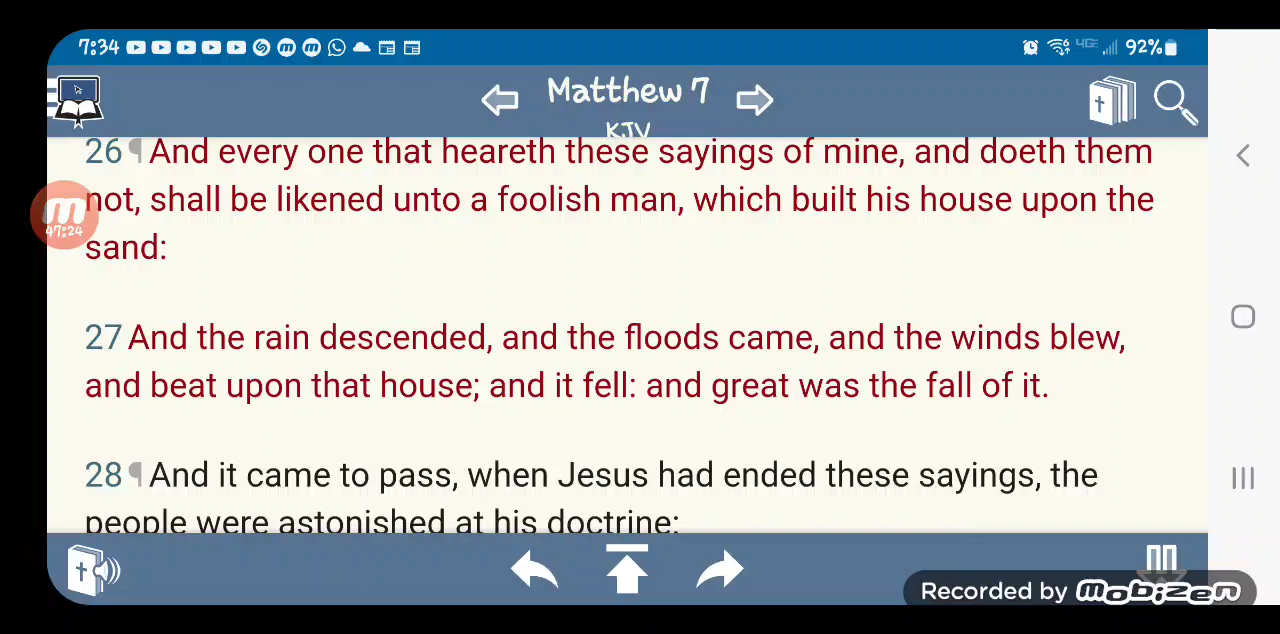 7:34 92%
Matthew 7
KJV
26 ¶ And every one that heareth these sayings of mine, and doeth them
not, shall be likened unto a foolish man, which built his house upon the
47:24
sand:
27 And the rain descended, and the floods came, and the winds blew,
and beat upon that house; and it fell: and great was the fall of it.
28 ¶ And it came to pass, when Jesus had ended these sayings, the
people were astonished at his doctrine:
Recorded by mobizen